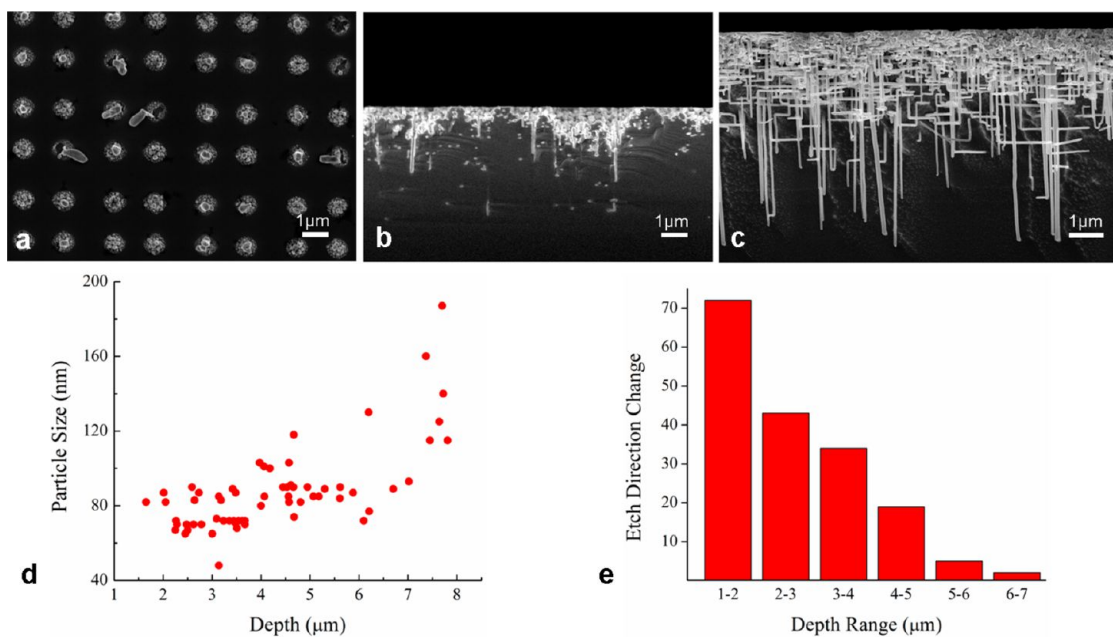 a
1µm
b
1µm
c
1µm
200
160
120
80
40
Particle Size (nm)
1 2 3 4 5 6 7 8
Depth (µm)
d
70
60
50
40
30
20
10
Etch Direction Change
1-2 2-3 3-4 4-5 5-6 6-7
Depth Range (µm)
e